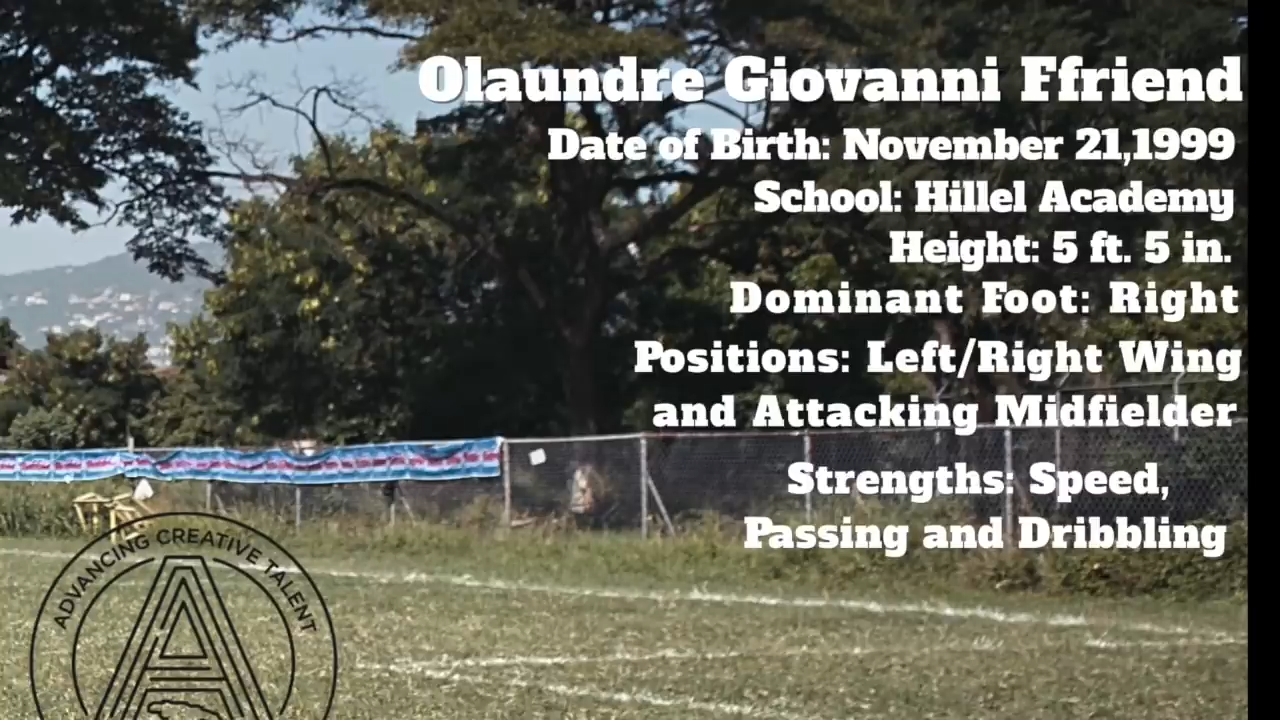 Olaundre Giovanni Ffriend
Date of Birth: November 21,1999
School: Hillel Academy
Height: 5 ft. 5 in.
Dominant Foot: Right
Positions: Left/Right Wing
and Attacking Midfielder
Strengths: Speed,
Passing and Dribbling
ADVANCING CREATIVE TALENT